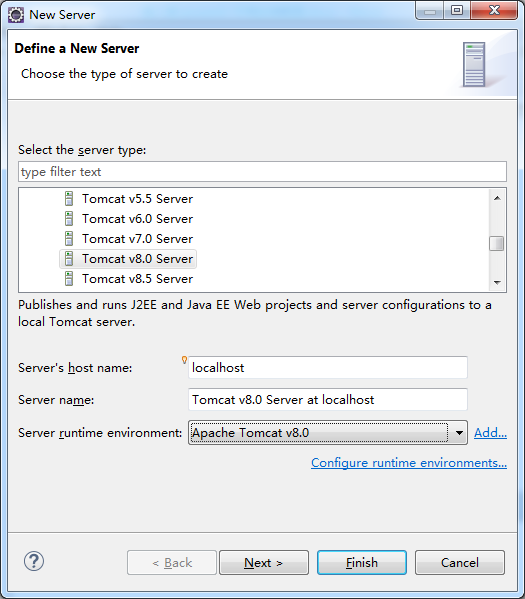 New Server
Define a New Server
Choose the type of server to create
Select the server type:
type filter text
Tomcat v5.5 Server
Tomcat v6.0 Server
Tomcat v7.0 Server
Tomcat v8.0 Server
Tomcat v8.5 Server
Publishes and runs J2EE and Java EE Web projects and server configurations to a
local Tomcat server.
Server's host name: localhost
Server name: Tomcat v8.0 Server at localhost
Server runtime environment: Apache Tomcat v8.0 Add...
Configure runtime environments...
? < Back Next > Finish Cancel